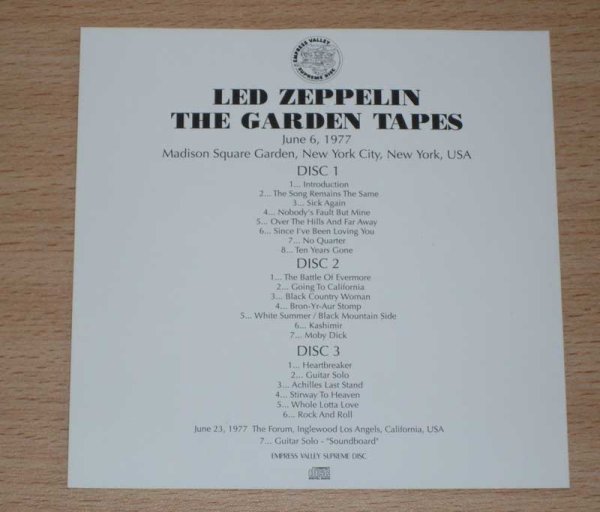 EMPRESS VALLEY
SUPREME DISC
LED ZEPPELIN
THE GARDEN TAPES
June 6, 1977
Madison Square Garden, New York City, New York, USA
DISC 1
1... Introduction
2... The Song Remains The Same
3... Sick Again
4... Nobody's Fault But Mine
5... Over The Hills And Far Away
6... Since I've Been Loving You
7... No Quarter
8... Ten Years Gone
DISC 2
1... The Battle Of Evermore
2... Going To California
3... Black Country Woman
4... Bron-Yr-Aur Stomp
5... White Summer / Black Mountain Side
6... Kashimir
7... Moby Dick
DISC 3
1... Heartbreaker
2... Guitar Solo
3... Achilles Last Stand
4... Stirway To Heaven
5... Whole Lotta Love
6... Rock And Roll
June 23, 1977 The Forum, Inglewood Los Angels, California, USA
7... Guitar Solo - "Soundboard"
EMPRESS VALLEY SUPREME DISC